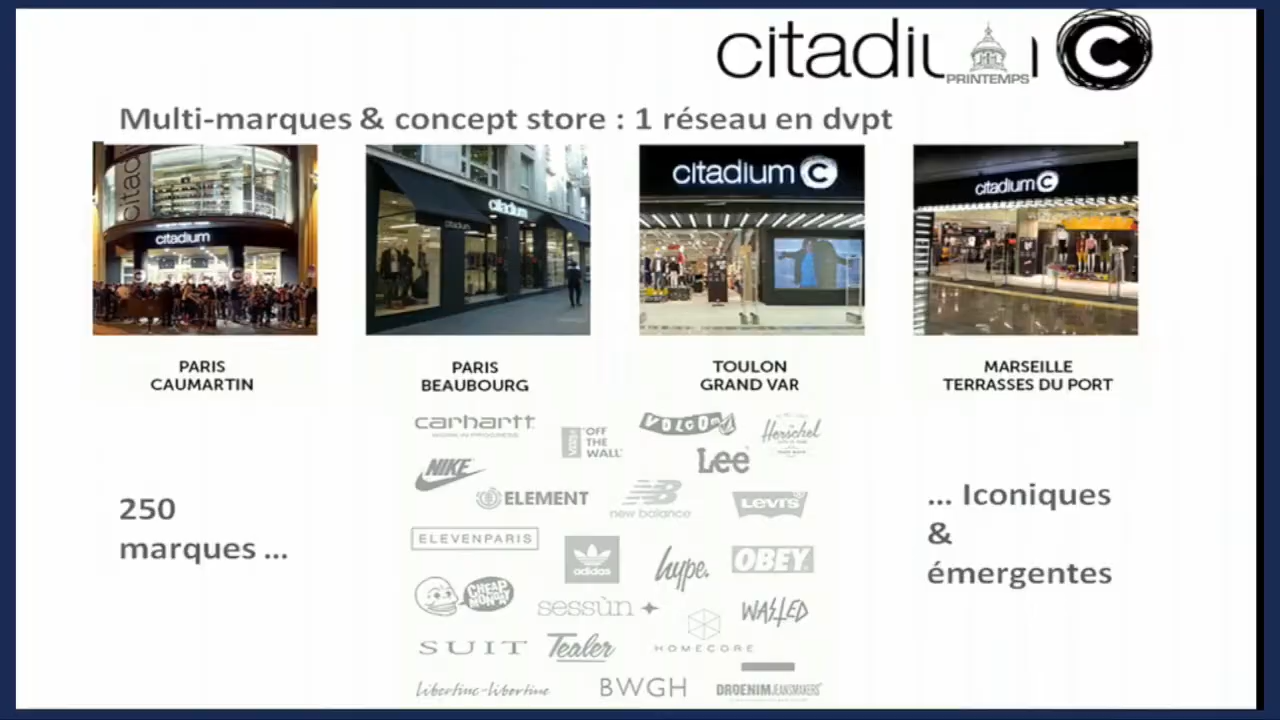 citadiu
PRINTEMPS
C
Multi-marques & concept store : 1 réseau en dvpt
citadium
citadium
citadium
citadium C
citadium C
PARIS
CAUMARTIN
PARIS
BEAUBOURG
TOULON
GRAND VAR
MARSEILLE
TERRASSES DU PORT
carhartt
WORK IN PROGRESS
VANS "OFF
THE
WALL"
VOLCOM
Herschel
Lee
NIKE
ELEMENT
new balance
LEVI'S
250
marques ...
... Iconiques
&
émergentes
ELEVENPARIS
adidas
hype.
OBEY
CHEAP
MONDAY
sessùn
WASTED
SUIT
Tealer
HOMECORE
libertine-libertine
BWGH
DROENIM JEANSMAKERS